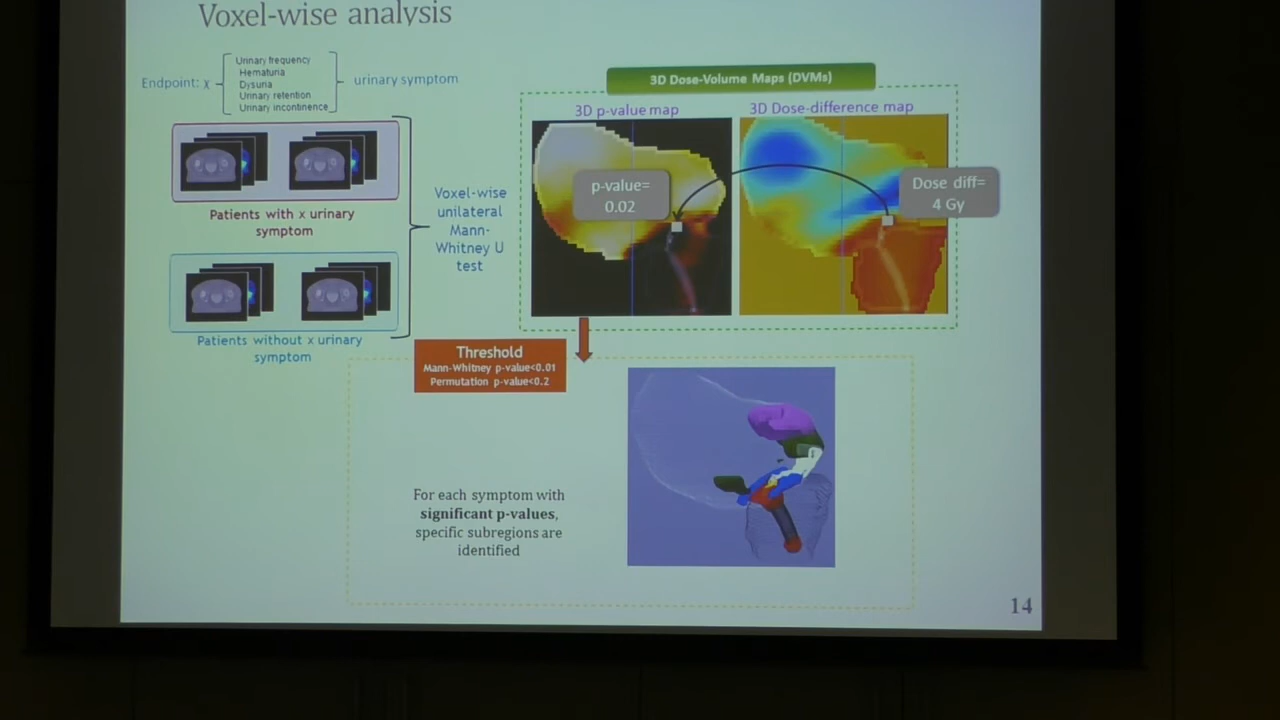 Voxel-wise analysis
Endpoint: x
Urinary frequency
Hematuria
Dysuria
Urinary retention
Urinary incontinence
urinary symptom
Patients with x urinary
symptom
Patients without x urinary
symptom
Voxel-wise
unilateral
Mann-
Whitney U
test
3D Dose-Volume Maps (DVMs)
3D p-value map
3D Dose-difference map
p-value=
0.02
Dose diff=
4 Gy
Threshold
Mann-Whitney p-value<0.01
Permutation p-value<0.2
For each symptom with
significant p-values,
specific subregions are
identified
14